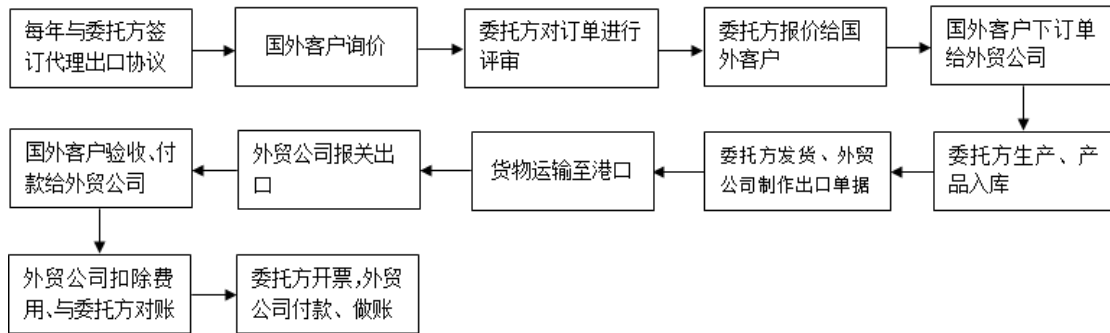 每年与委托方签
订代理出口协议
国外客户询价
委托方对订单进行
评审
委托方报价给国
外客户
国外客户下订单
给外贸公司
委托方生产、产
品入库
委托方发货、外贸
公司制作出口单据
货物运输至港口
外贸公司报关出
口
国外客户验收、付
款给外贸公司
外贸公司扣除费
用、与委托方对账
委托方开票,外贸
公司付款、做账